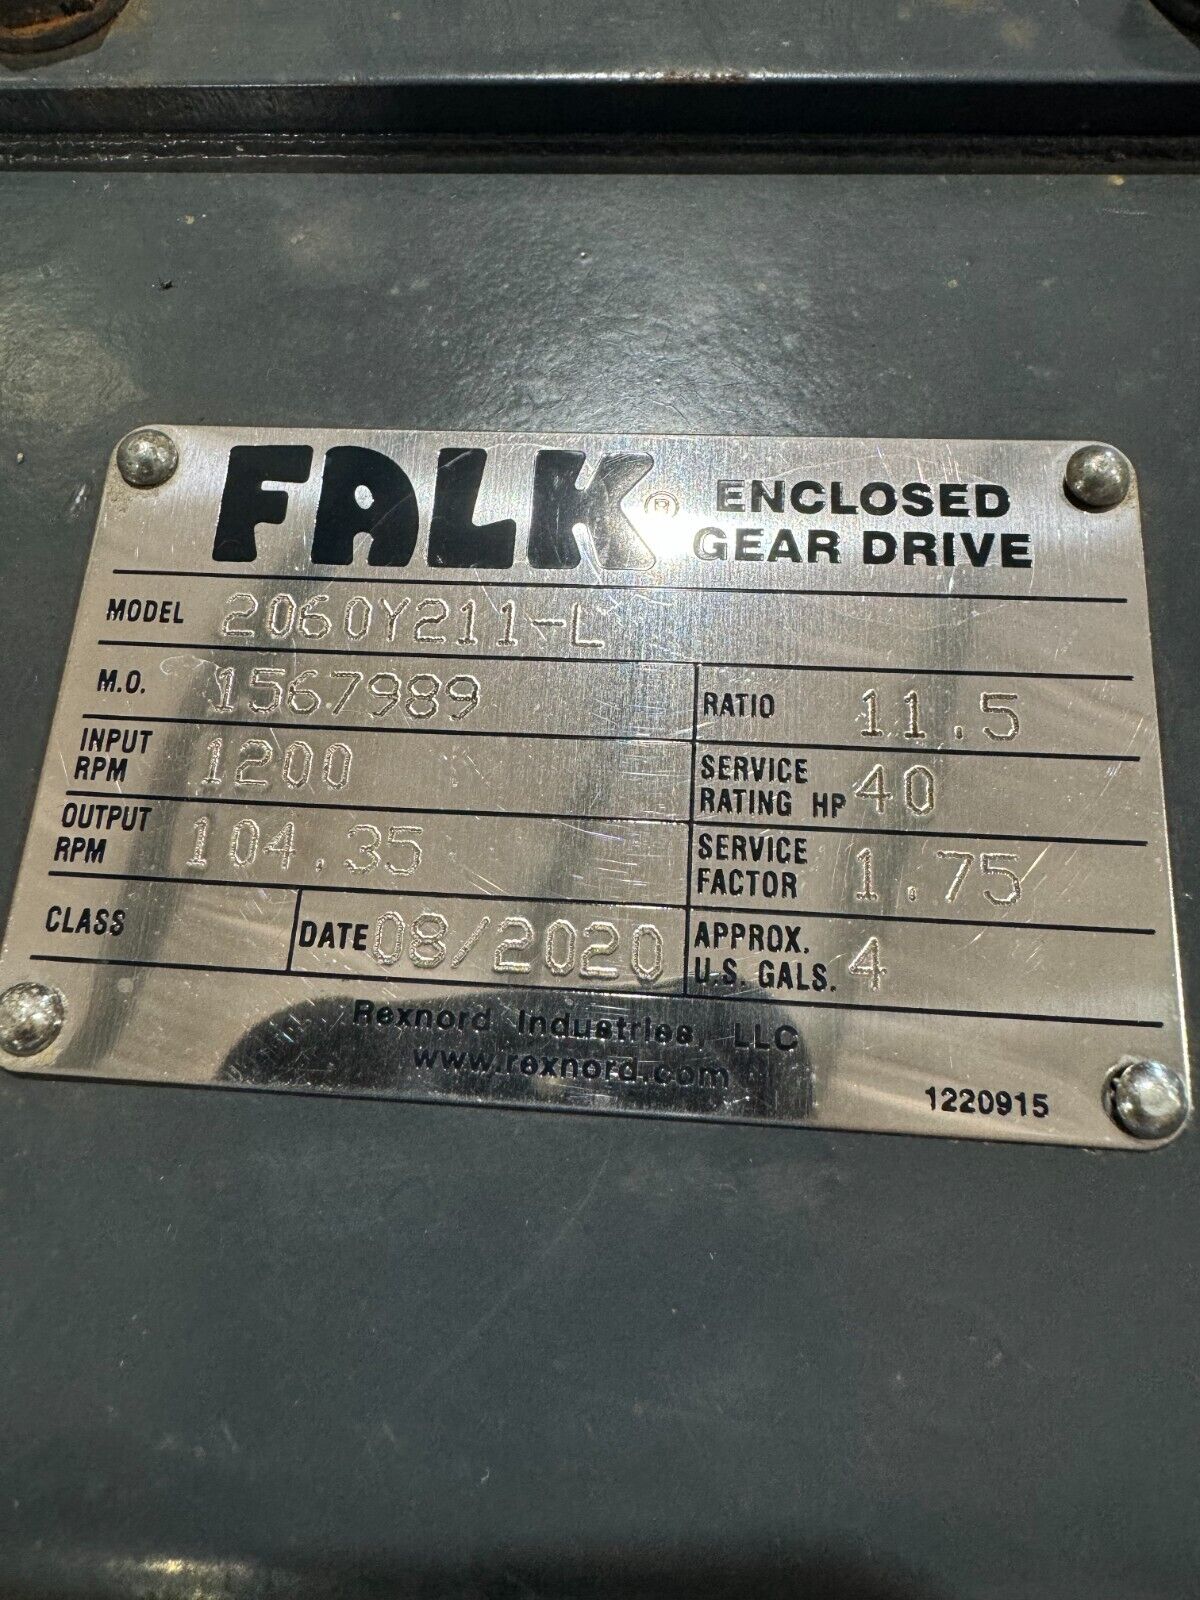 FALK® ENCLOSED
GEAR DRIVE
MODEL 2060Y211-L
M.O. 1567989
RATIO 11.5
INPUT
RPM 1200
SERVICE
RATING HP 40
OUTPUT
RPM 104.35
SERVICE
FACTOR 1.75
CLASS
DATE 08/2020
APPROX.
U.S. GALS. 4
Rexnord Industries, LLC
www.rexnord.com
1220915